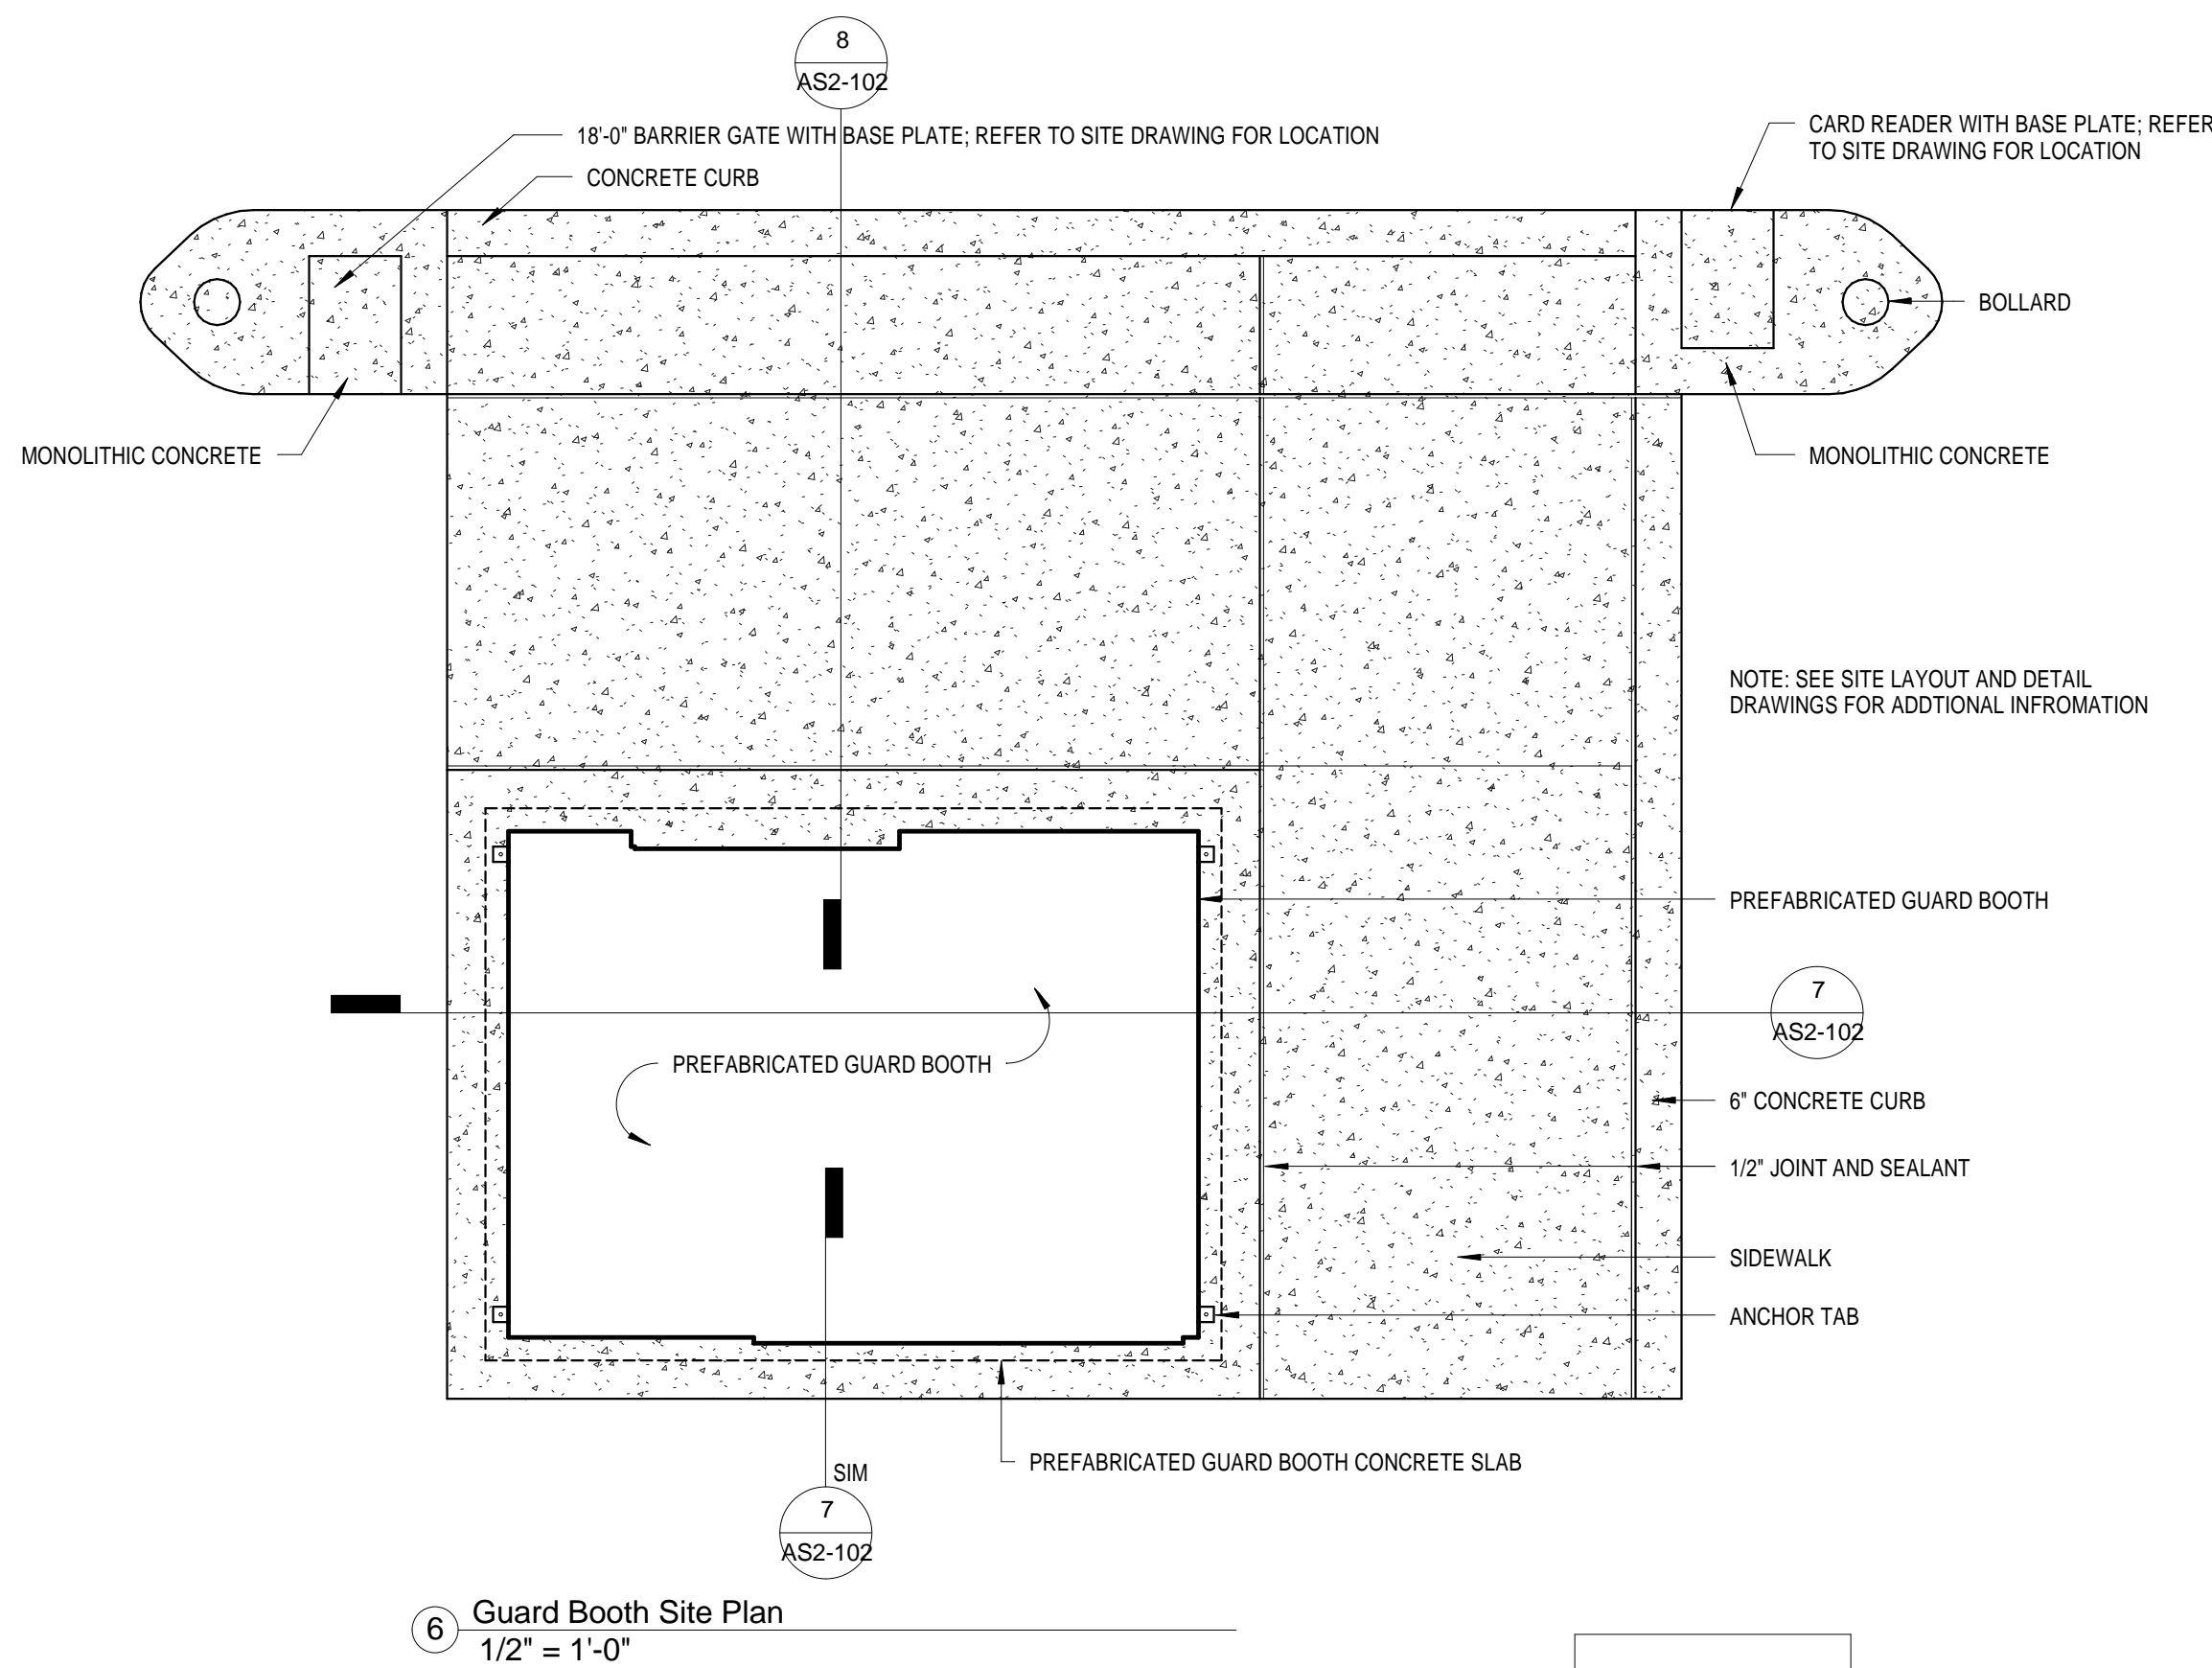 8
AS2-102
18'-0" BARRIER GATE WITH BASE PLATE; REFER TO SITE DRAWING FOR LOCATION
CONCRETE CURB
CARD READER WITH BASE PLATE; REFER
TO SITE DRAWING FOR LOCATION
BOLLARD
MONOLITHIC CONCRETE
MONOLITHIC CONCRETE
NOTE: SEE SITE LAYOUT AND DETAIL
DRAWINGS FOR ADDTIONAL INFROMATION
PREFABRICATED GUARD BOOTH
7
AS2-102
PREFABRICATED GUARD BOOTH
6" CONCRETE CURB
1/2" JOINT AND SEALANT
SIDEWALK
ANCHOR TAB
PREFABRICATED GUARD BOOTH CONCRETE SLAB
SIM
7
AS2-102
6
Guard Booth Site Plan
1/2" = 1'-0"